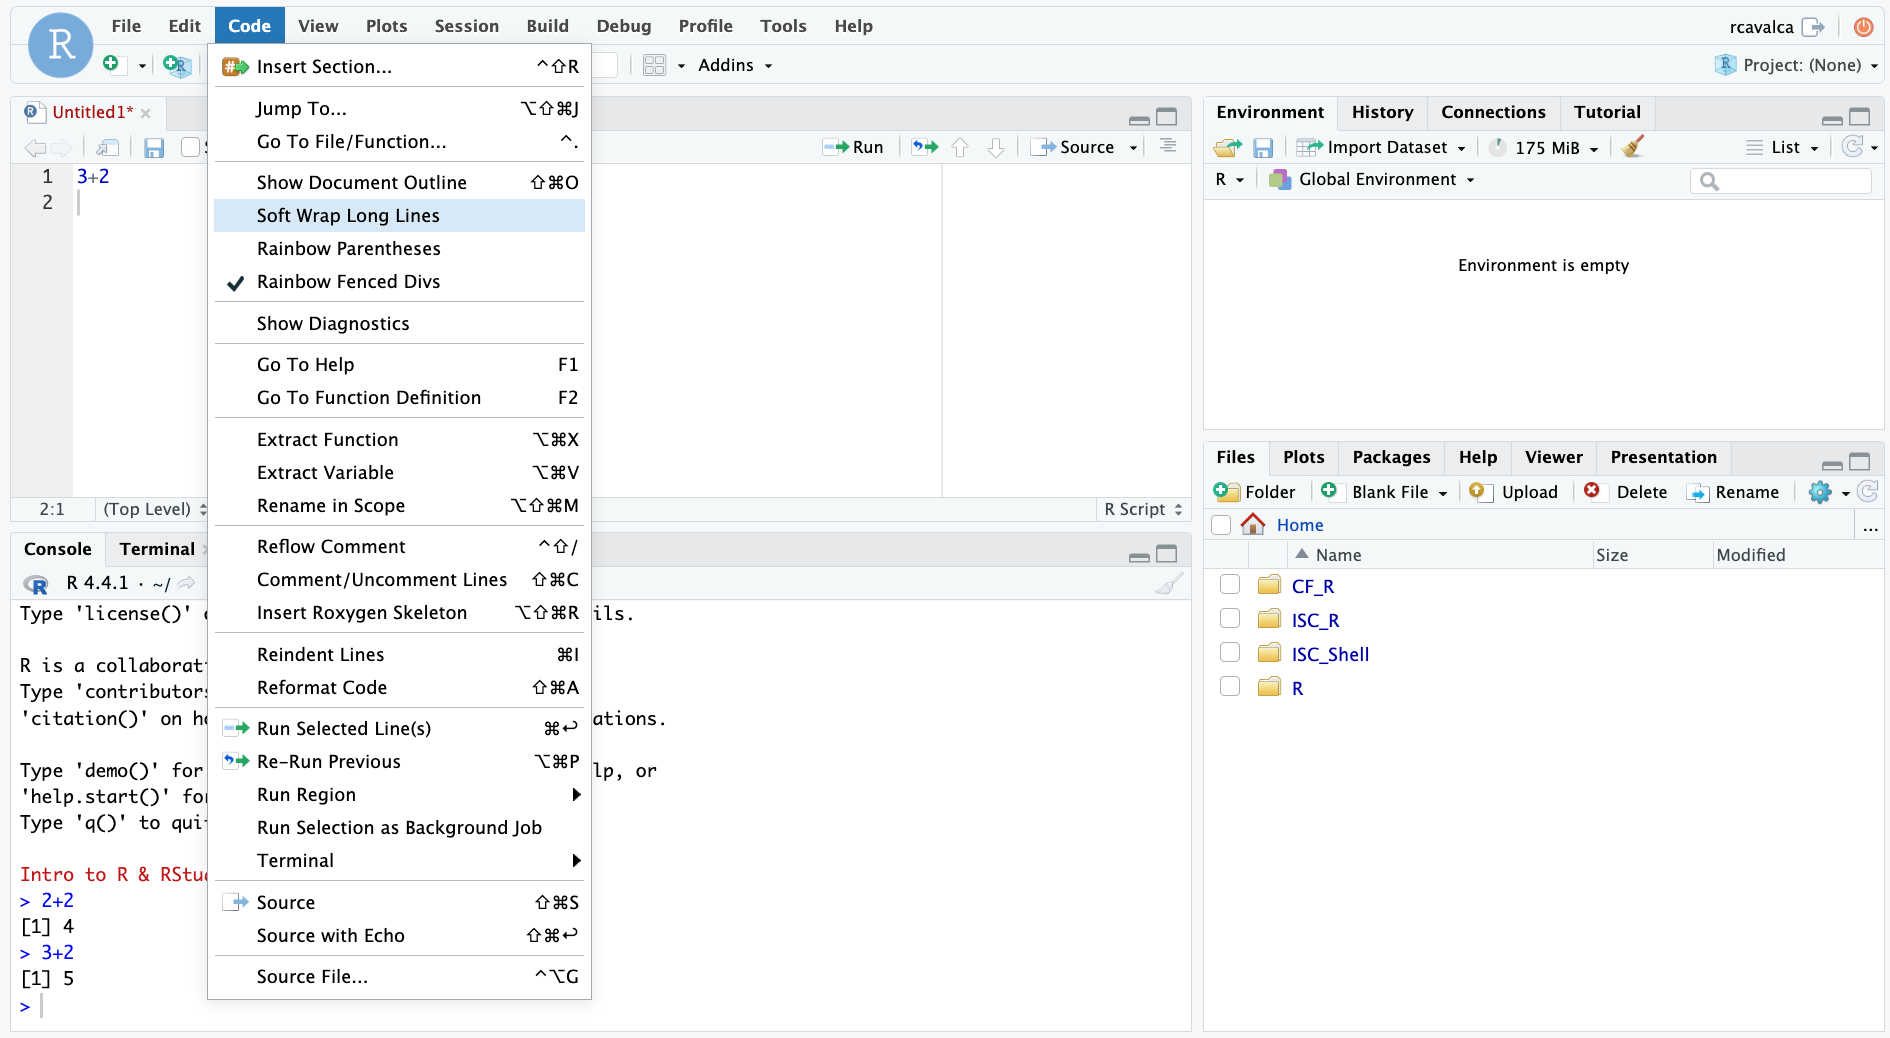 R
File Edit Code View Plots Session Build Debug Profile Tools Help
rcavalca
Addins
Project: (None)
Insert Section... ⌃⇧R
Jump To... ⌥⇧⌘J
Go To File/Function... ⌃.
Show Document Outline ⇧⌘O
Soft Wrap Long Lines
Rainbow Parentheses
✓ Rainbow Fenced Divs
Show Diagnostics
Go To Help F1
Go To Function Definition F2
Extract Function ⌥⌘X
Extract Variable ⌥⌘V
Rename in Scope ⌥⇧⌘M
Reflow Comment ⌃⇧/
Comment/Uncomment Lines ⇧⌘C
Insert Roxygen Skeleton ⌥⇧⌘R
Reindent Lines ⌘I
Reformat Code ⇧⌘A
Run Selected Line(s) ⌘↩
Re-Run Previous ⌥⌘P
Run Region
Run Selection as Background Job
Terminal
Source ⇧⌘S
Source with Echo ⇧⌘↩
Source File... ⌃⌥G
Untitled1*
Run Source
1 3+2
2
2:1 (Top Level) R Script
Console Terminal
R 4.4.1 · ~/
Type 'license()' ils.
R is a collaborat
Type 'contributors
'citation()' on ations.
Type 'demo()' for lp, or
'help.start()' for
Type 'q()' to qui
Intro to R & RStu
> 2+2
[1] 4
> 3+2
[1] 5
>
Environment History Connections Tutorial
Import Dataset 175 MiB List
R Global Environment
Environment is empty
Files Plots Packages Help Viewer Presentation
Folder Blank File Upload Delete Rename
Home ...
Name Size Modified
CF_R
ISC_R
ISC_Shell
R